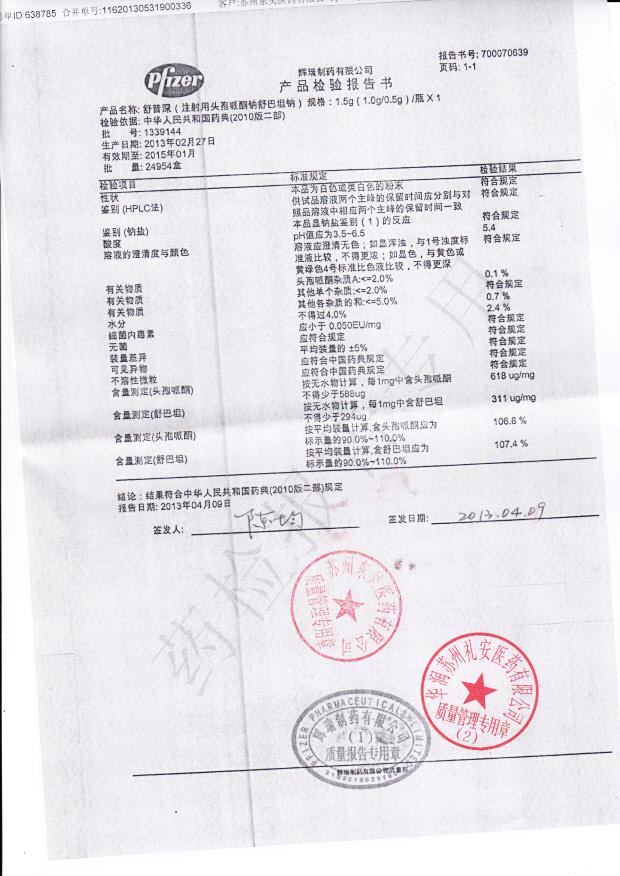 单ID:638785 合并单号:11620130531900336
Pfizer
辉瑞制药有限公司
产品检验报告书
报告书号: 700070639
页码: 1-1
产品名称: 舒普深（注射用头孢哌酮钠舒巴坦钠）规格：1.5g（1.0g/0.5g）/瓶 X 1
检验依据: 中华人民共和国药典(2010版二部)
批 号: 1339144
生产日期: 2013年02月27日
有效期至: 2015年01月
批 量: 24954盒
检验项目 标准规定 检验结果
性状 本品为白色或类白色的粉末 符合规定
鉴别 (HPLC法) 供试品溶液两个主峰的保留时间应分别与对 符合规定
照品溶液中相应两个主峰的保留时间一致
鉴别 (钠盐) 本品显钠盐鉴别（1）的反应 符合规定
酸度 pH值应为3.5~6.5 5.4
溶液的澄清度与颜色 溶液应澄清无色；如显浑浊，与1号浊度标 符合规定
准液比较，不得更浓；如显色，与黄色或
黄绿色4号标准比色液比较，不得更深
有关物质 头孢哌酮杂质A:<=2.0% 0.1 %
有关物质 其他单个杂质:<=2.0% 符合规定
有关物质 其他各杂质的和:<=5.0% 0.7 %
水分 不得过4.0% 2.4 %
细菌内毒素 应小于 0.050EU/mg 符合规定
无菌 应符合规定 符合规定
装量差异 平均装量的 ±5% 符合规定
可见异物 应符合中国药典规定 符合规定
不溶性微粒 应符合中国药典规定 符合规定
含量测定(头孢哌酮) 按无水物计算，每1mg中含头孢哌酮 618 ug/mg
不得少于588ug
含量测定(舒巴坦) 按无水物计算，每1mg中含舒巴坦 311 ug/mg
不得少于294ug
含量测定(头孢哌酮) 按平均装量计算,含头孢哌酮应为 106.6 %
标示量的90.0%~110.0%
含量测定(舒巴坦) 按平均装量计算,含舒巴坦应为 107.4 %
标示量的90.0%~110.0%
结论：结果符合中华人民共和国药典(2010版二部)规定
报告日期: 2013年04月09日
签发人:
签发日期: 2013.04.09
药检
专用
质量管理专用章
华润苏州礼安医药有限公司
质量管理专用章
(2)
PFIZER PHARMACEUTICALS LIMITED
辉瑞制药有限公司
(1)
质量报告专用章